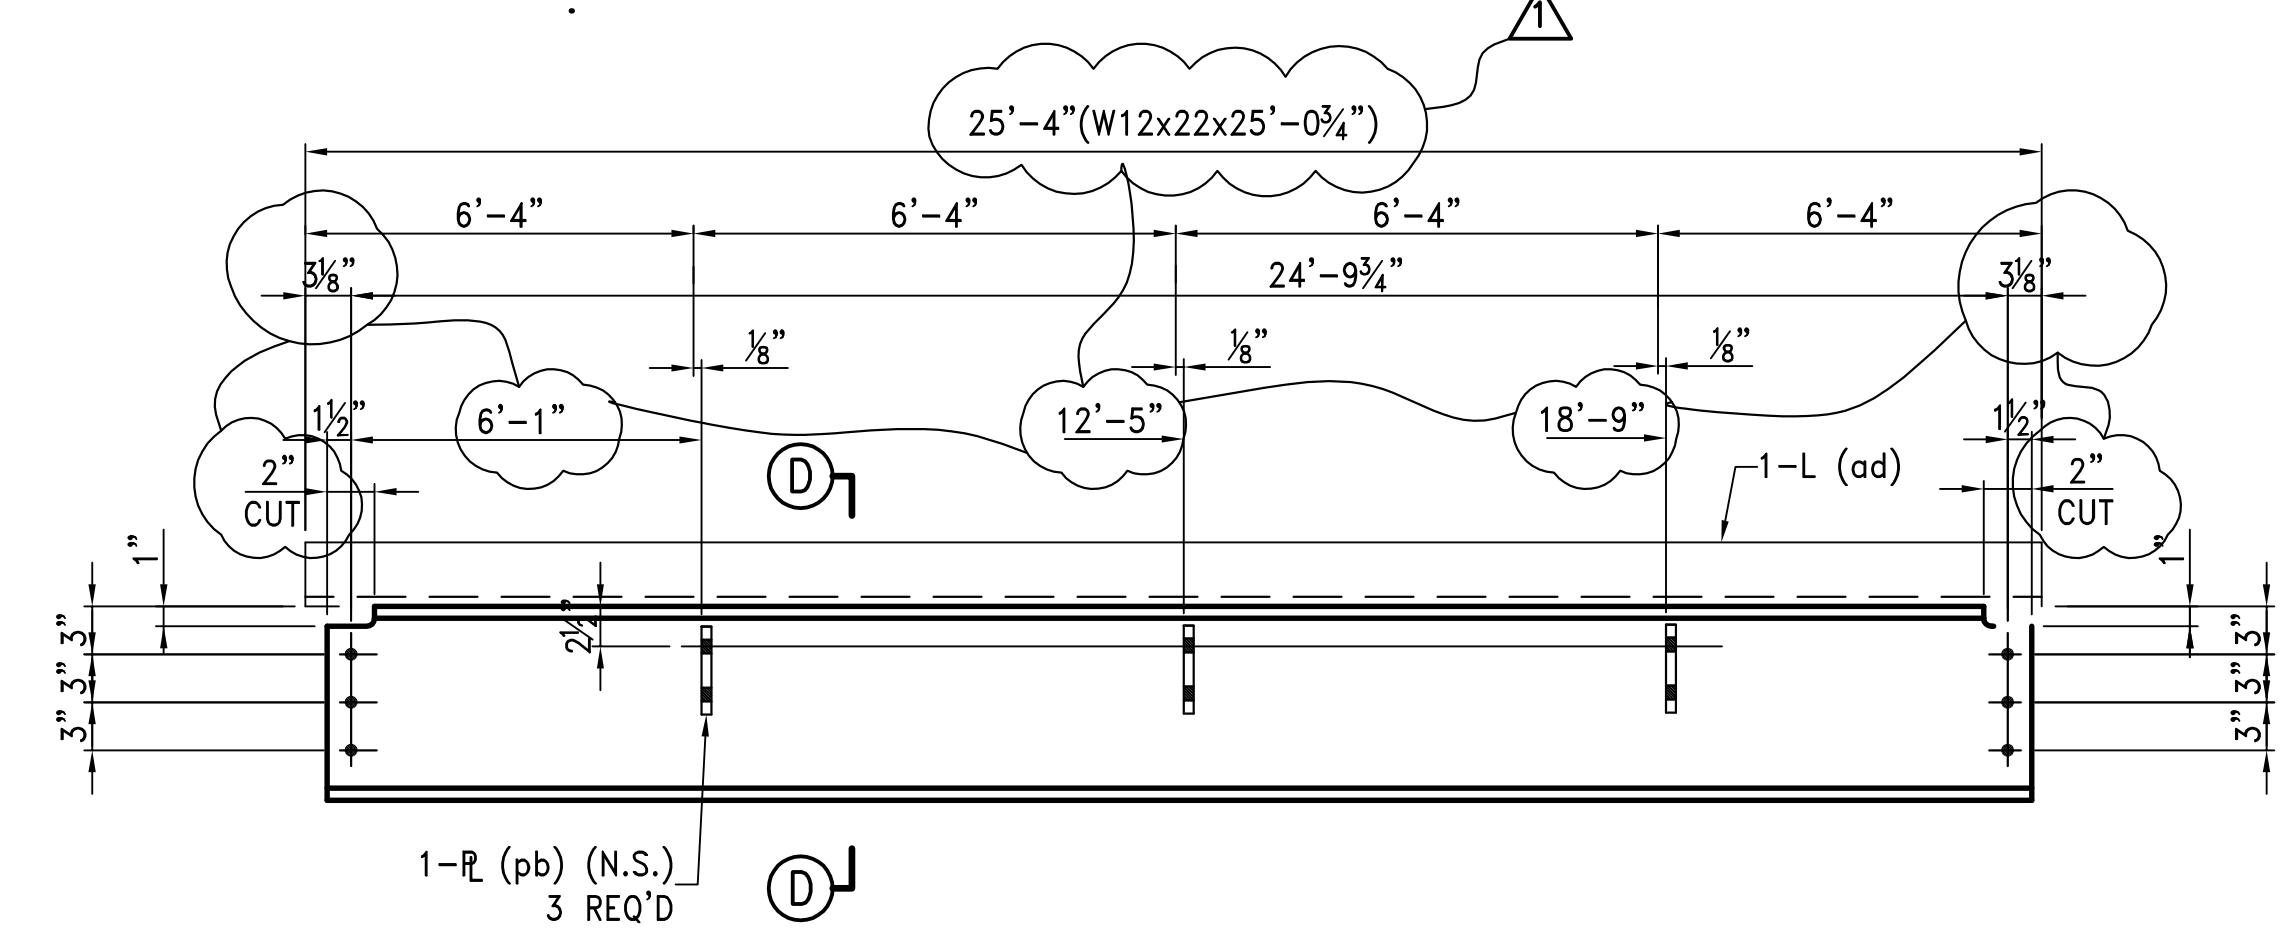 1
25'-4"(W12x22x25'-0¾")
6'-4" 6'-4" 6'-4" 6'-4"
3⅛" 24'-9¾" 3⅛"
⅛" ⅛" ⅛"
1½" 6'-1" 12'-5" 18'-9" 1½"
2" D 1-L (ad) 2"
CUT CUT
1" 1"
3" 2½" 3"
3" 3"
3" 3"
1-PL (pb) (N.S.) D
3 REQ'D